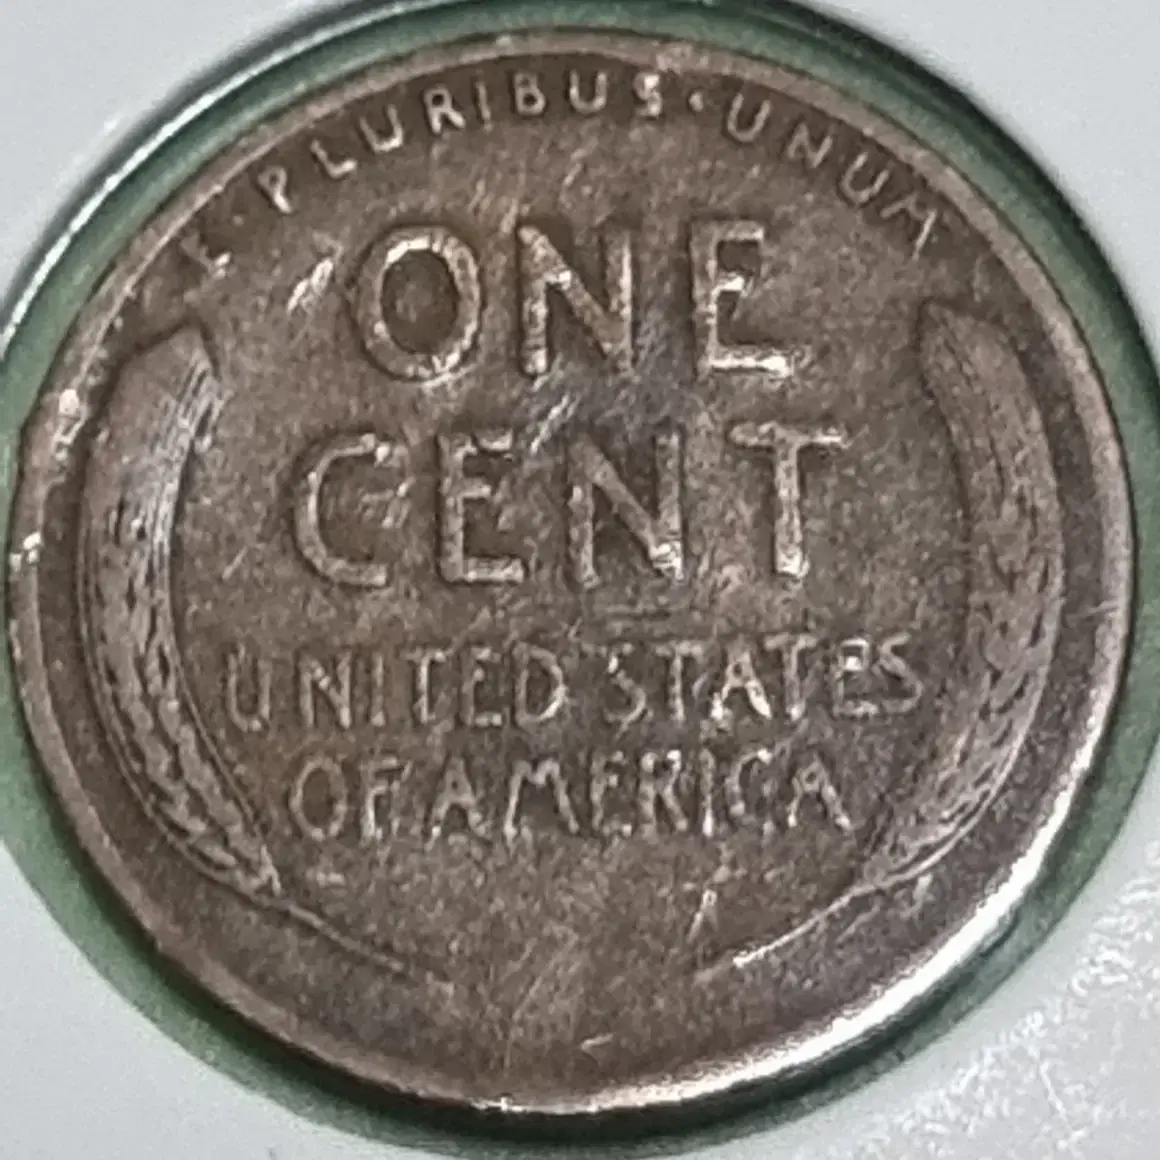 E·PLURIBUS·UNUM
ONE
CENT
UNITED STATES
OF AMERICA